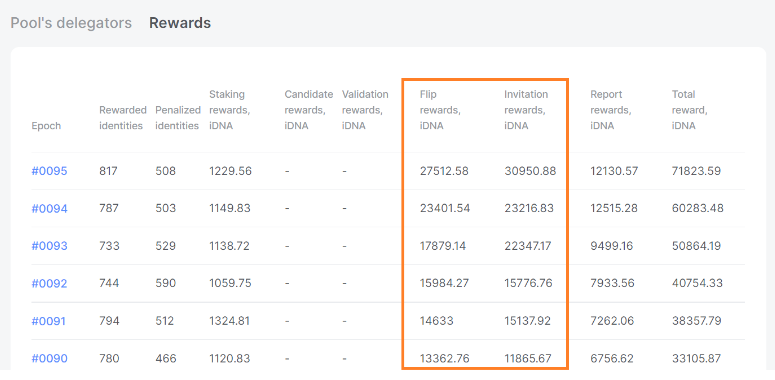 Pool's delegators Rewards
Epoch Rewarded identities Penalized identities Staking rewards, iDNA Candidate rewards, iDNA Validation rewards, iDNA Flip rewards, iDNA Invitation rewards, iDNA Report rewards, iDNA Total reward, iDNA
#0095 817 508 1229.56 - - 27512.58 30950.88 12130.57 71823.59
#0094 787 503 1149.83 - - 23401.54 23216.83 12515.28 60283.48
#0093 733 529 1138.72 - - 17879.14 22347.17 9499.16 50864.19
#0092 744 590 1059.75 - - 15984.27 15776.76 7933.56 40754.33
#0091 794 512 1324.81 - - 14633 15137.92 7262.06 38357.79
#0090 780 466 1120.83 - - 13362.76 11865.67 6756.62 33105.87